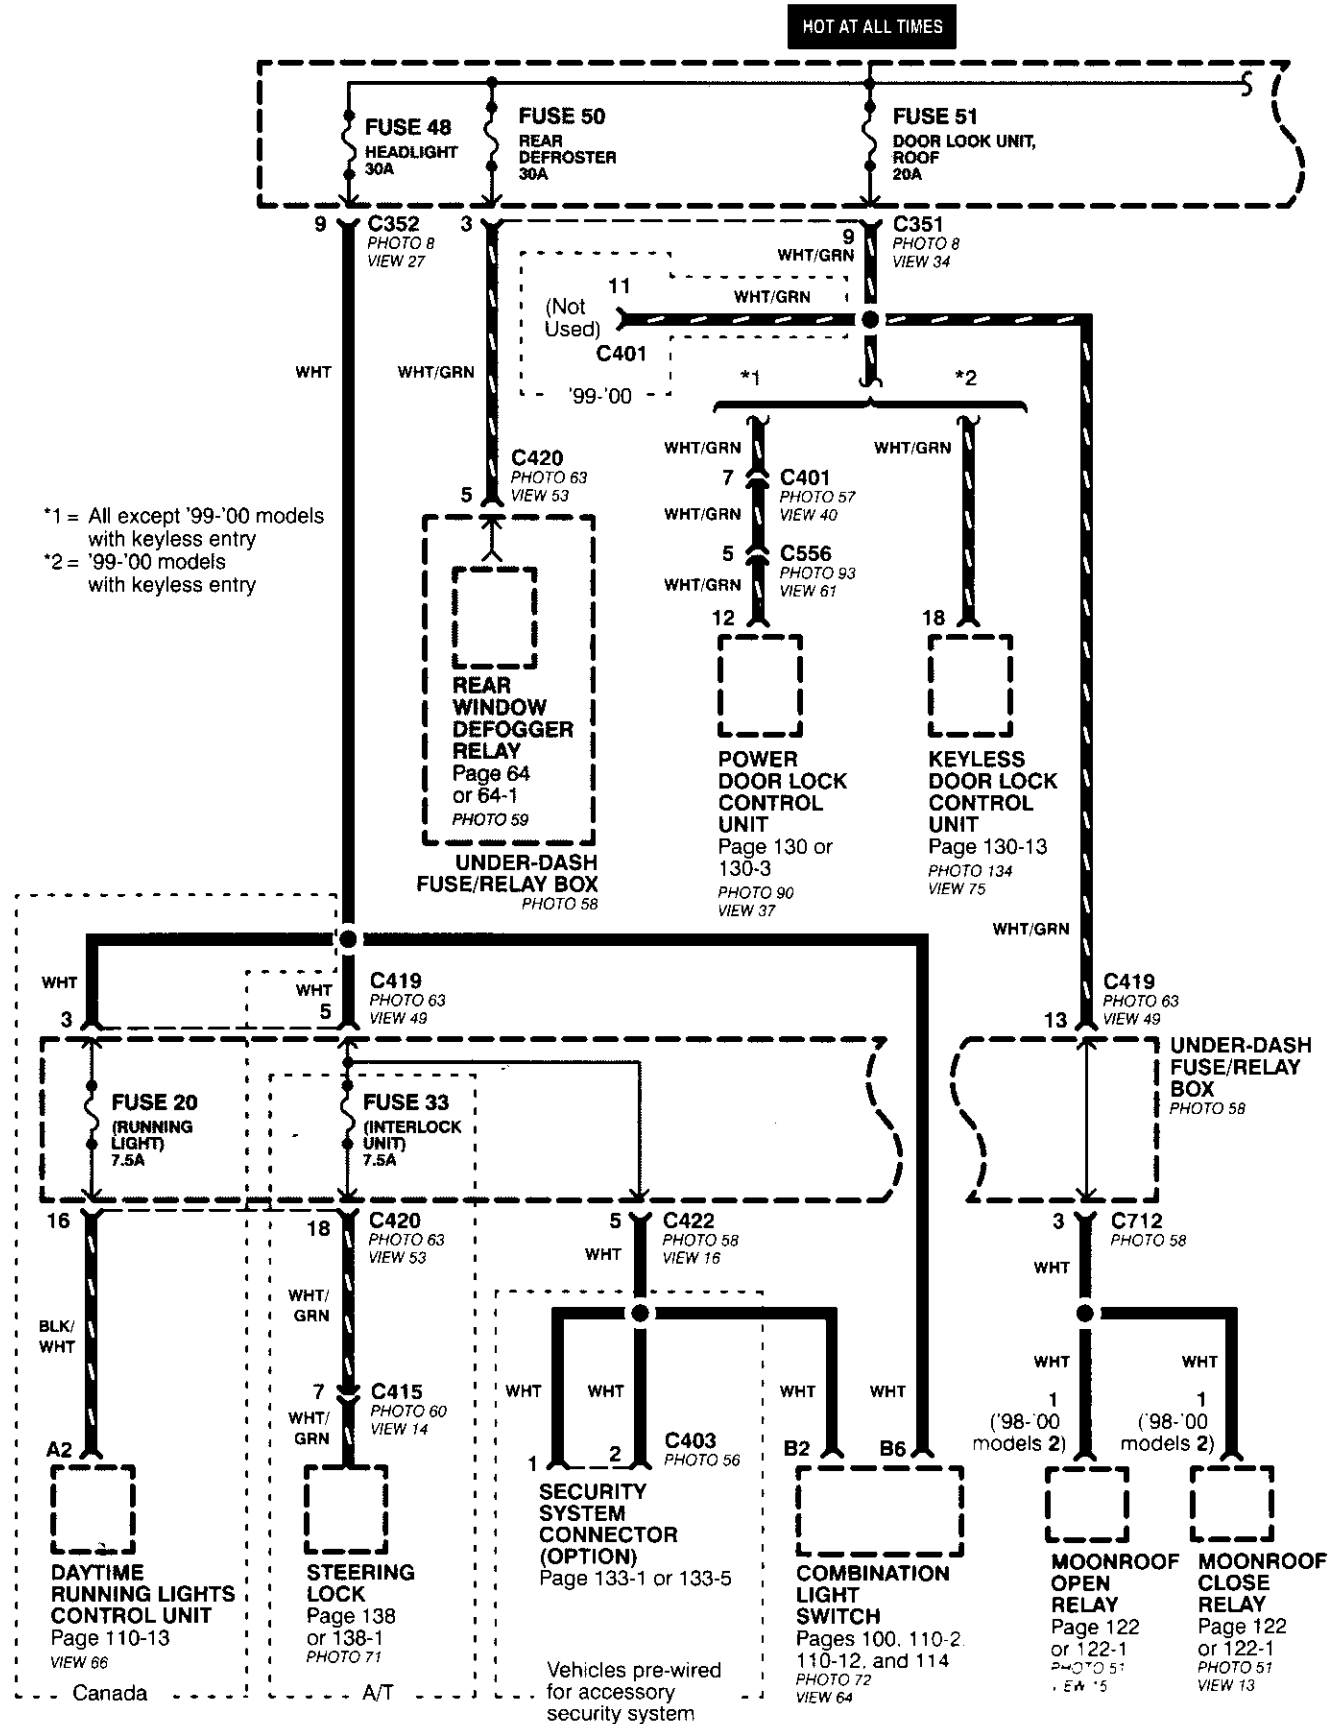 HOT AT ALL TIMES
FUSE 48
HEADLIGHT
30A
FUSE 50
REAR
DEFROSTER
30A
FUSE 51
DOOR LOOK UNIT,
ROOF
20A
9
C352
PHOTO 8
VIEW 27
3
9
C351
PHOTO 8
VIEW 34
WHT/GRN
11
(Not
Used)
WHT/GRN
C401
'99-'00
WHT
WHT/GRN
*1
*2
C420
PHOTO 63
VIEW 53
5
WHT/GRN
7
C401
PHOTO 57
VIEW 40
WHT/GRN
5
C556
PHOTO 93
VIEW 61
WHT/GRN
12
WHT/GRN
18
*1 = All except '99-'00 models
with keyless entry
*2 = '99-'00 models
with keyless entry
REAR
WINDOW
DEFOGGER
RELAY
Page 64
or 64-1
PHOTO 59
UNDER-DASH
FUSE/RELAY BOX
PHOTO 58
POWER
DOOR LOCK
CONTROL
UNIT
Page 130 or
130-3
PHOTO 90
VIEW 37
KEYLESS
DOOR LOCK
CONTROL
UNIT
Page 130-13
PHOTO 134
VIEW 75
WHT/GRN
WHT
3
WHT
5
C419
PHOTO 63
VIEW 49
13
C419
PHOTO 63
VIEW 49
UNDER-DASH
FUSE/RELAY
BOX
PHOTO 58
FUSE 20
(RUNNING
LIGHT)
7.5A
FUSE 33
(INTERLOCK
UNIT)
7.5A
16
18
C420
PHOTO 63
VIEW 53
5
C422
PHOTO 58
VIEW 16
3
C712
PHOTO 58
BLK/
WHT
WHT/
GRN
7
C415
PHOTO 60
VIEW 14
WHT/
GRN
WHT
WHT
WHT
WHT
WHT
WHT
WHT
WHT
1
('98-'00
models 2)
1
('98-'00
models 2)
A2
1
2
C403
PHOTO 56
B2
B6
DAYTIME
RUNNING LIGHTS
CONTROL UNIT
Page 110-13
VIEW 66
Canada
STEERING
LOCK
Page 138
or 138-1
PHOTO 71
A/T
SECURITY
SYSTEM
CONNECTOR
(OPTION)
Page 133-1 or 133-5
Vehicles pre-wired
for accessory
security system
COMBINATION
LIGHT
SWITCH
Pages 100, 110-2,
110-12, and 114
PHOTO 72
VIEW 64
MOONROOF
OPEN
RELAY
Page 122
or 122-1
PHOTO 51
MOONROOF
CLOSE
RELAY
Page 122
or 122-1
PHOTO 51
VIEW 13